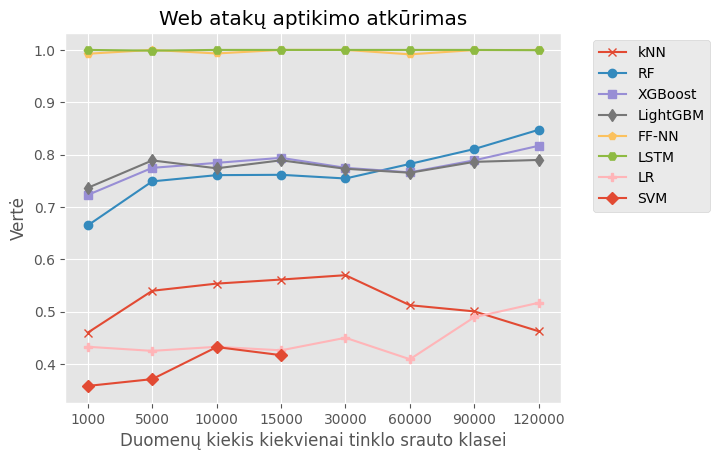 Web atakų aptikimo atkūrimas
1.0
0.9
0.8
0.7
0.6
0.5
0.4
Vertė
1000 5000 10000 15000 30000 60000 90000 120000
Duomenų kiekis kiekvienai tinklo srauto klasei
kNN
RF
XGBoost
LightGBM
FF-NN
LSTM
LR
SVM